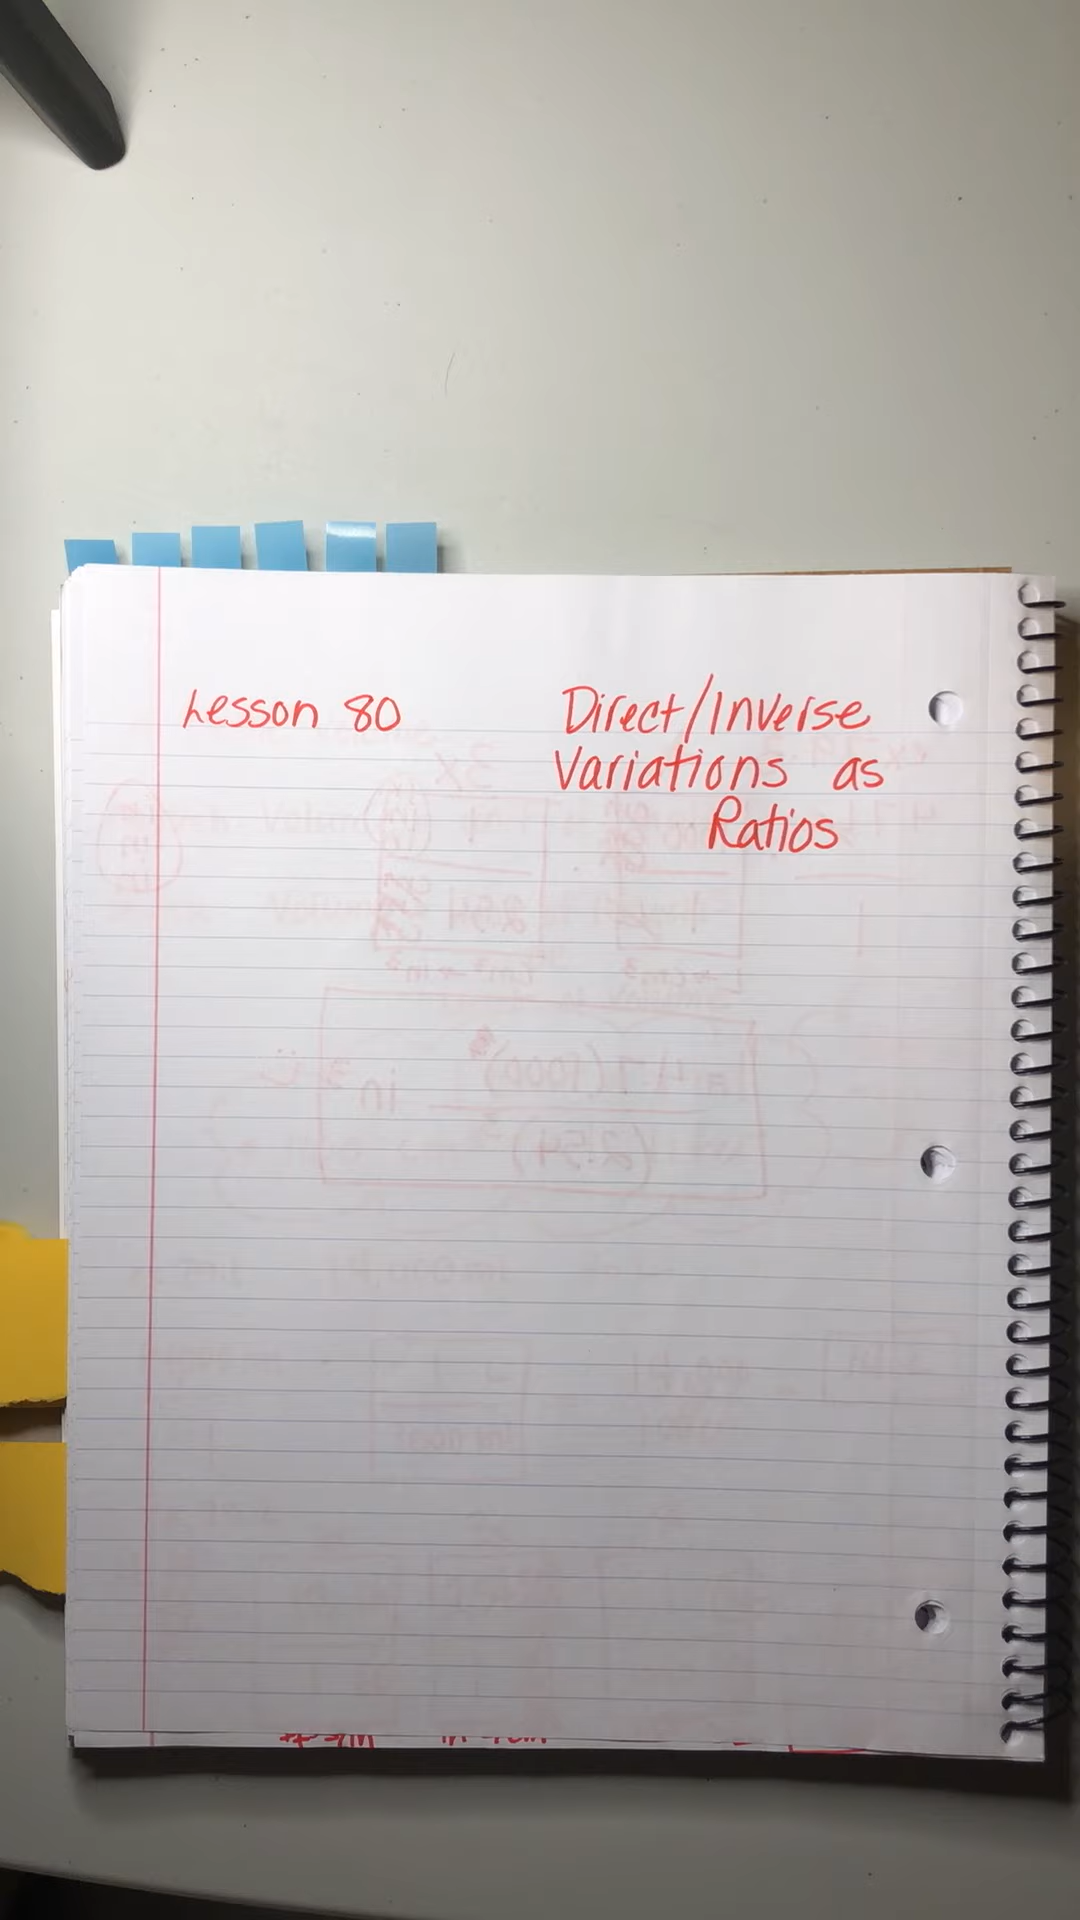 Lesson 80
Direct/Inverse
Variations as
Ratios